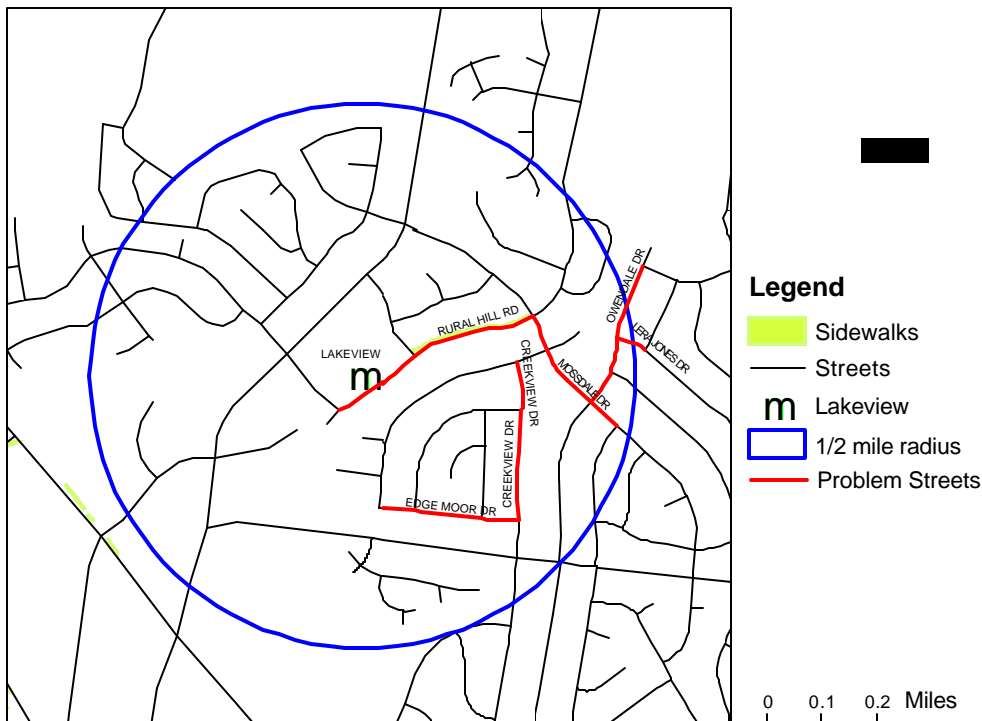 OWENDALE DR
RURAL HILL RD
LERA JONES DR
LAKEVIEW
m
CREEKVIEW DR
MOSSDALE DR
CREEKVIEW DR
EDGE MOOR DR
Legend
Sidewalks
Streets
m Lakeview
1/2 mile radius
Problem Streets
0 0.1 0.2 Miles